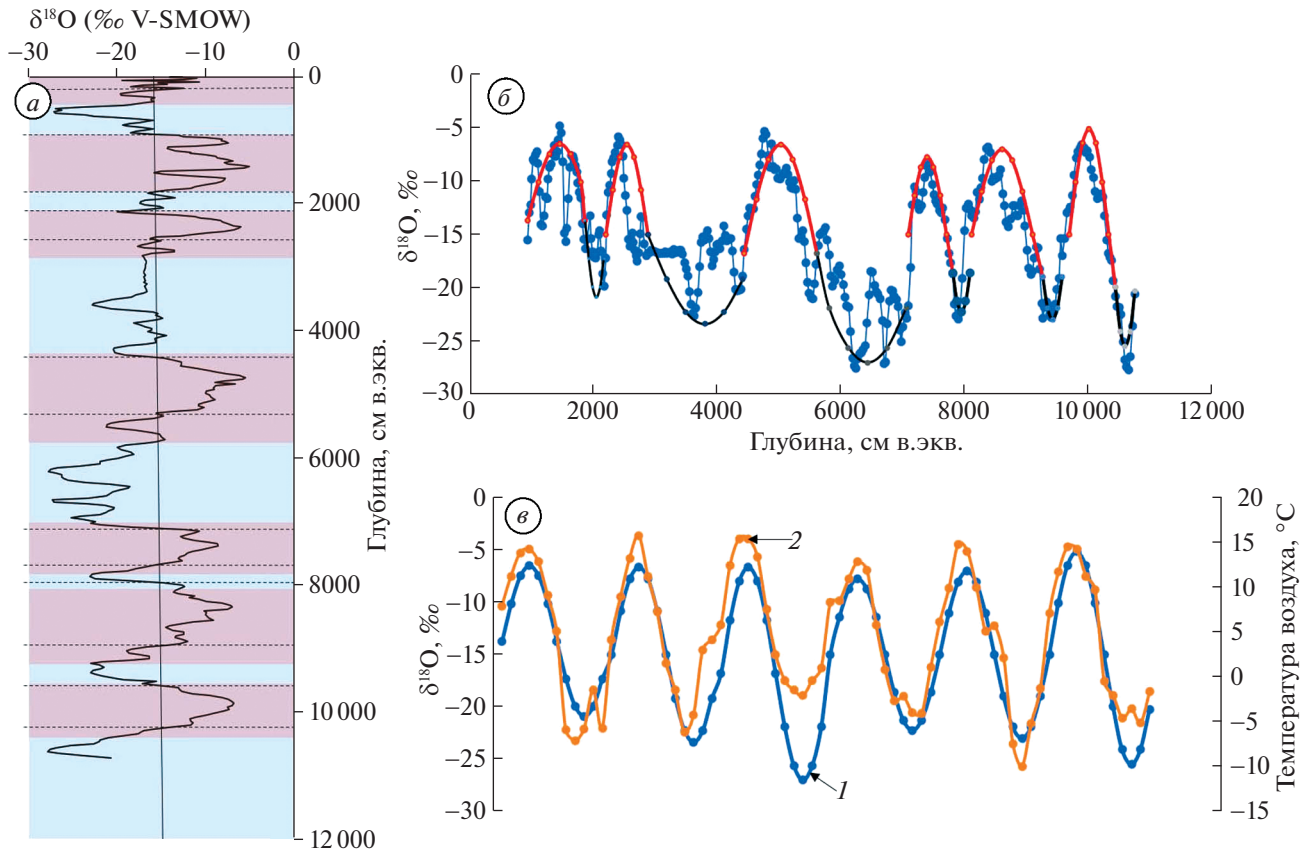 δ¹⁸O (‰ V-SMOW)
−30 −20 −10 0
а
0
2000
4000
6000
8000
10 000
12 000
Глубина, см в.экв.
б
δ¹⁸O, ‰
0
−5
−10
−15
−20
−25
−30
0 2000 4000 6000 8000 10 000 12 000
Глубина, см в.экв.
в
δ¹⁸O, ‰
0
−5
−10
−15
−20
−25
−30
2
1
20
15
10
5
0
−5
−10
−15
Температура воздуха, °C